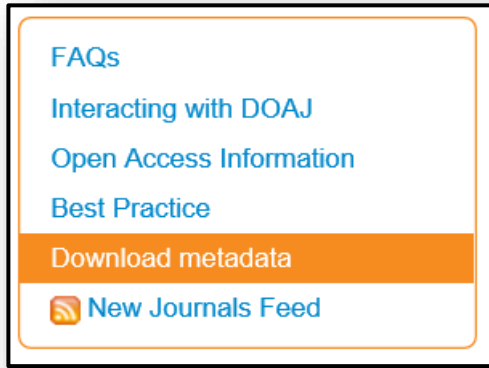 FAQs
Interacting with DOAJ
Open Access Information
Best Practice
Download metadata
New Journals Feed